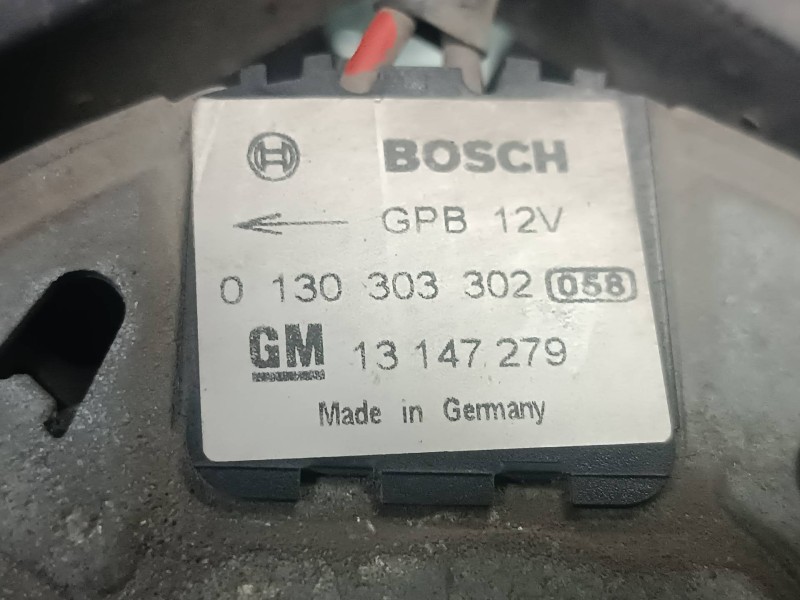 BOSCH
GPB 12V
0 130 303 302 058
GM 13 147 279
Made in Germany